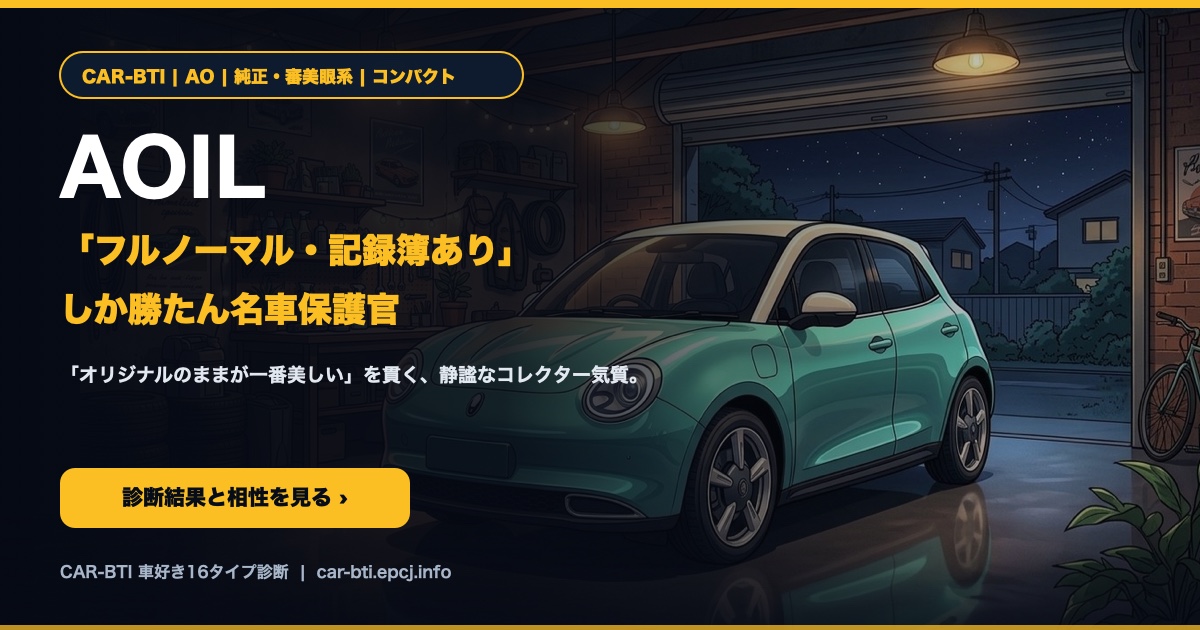 CAR-BTI | AO | 純正・審美眼系 | コンパクト
AOIL
「フルノーマル・記録簿あり」
しか勝たん名車保護官
「オリジナルのままが一番美しい」を貫く、静謐なコレクター気質。
診断結果と相性を見る ›
CAR-BTI 車好き16タイプ診断 | car-bti.epcj.info